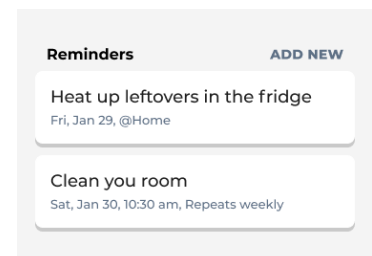 Reminders ADD NEW
Heat up leftovers in the fridge
Fri, Jan 29, @Home
Clean you room
Sat, Jan 30, 10:30 am, Repeats weekly